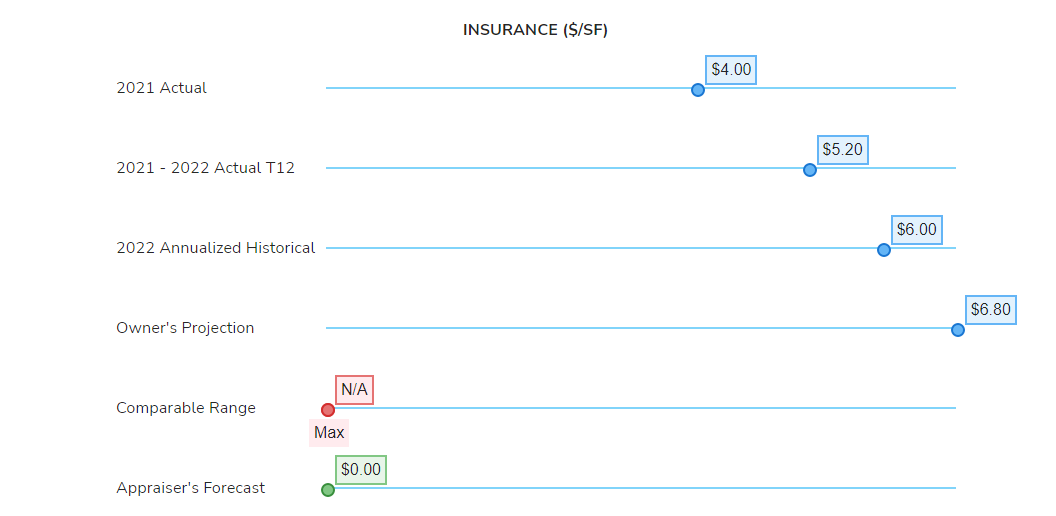 INSURANCE ($/SF)
2021 Actual $4.00
2021 - 2022 Actual T12 $5.20
2022 Annualized Historical $6.00
Owner's Projection $6.80
Comparable Range N/A
Max
Appraiser's Forecast $0.00